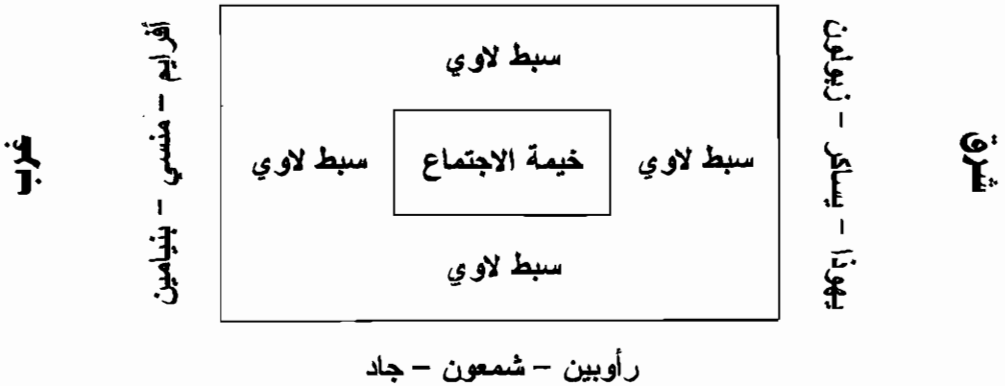 سبط لاوي
شرق
يهوذا – يساكر – زبولون
سبط لاوي
خيمة الاجتماع
سبط لاوي
أفرايم – منسي – بنيامين
غرب
سبط لاوي
رأوبين – شمعون – جاد